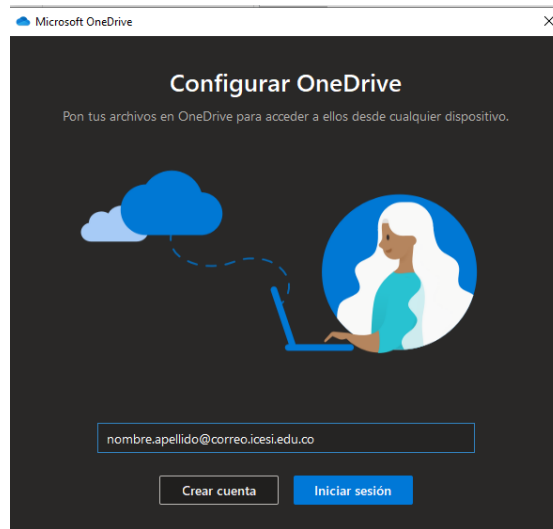 Microsoft OneDrive
Configurar OneDrive
Pon tus archivos en OneDrive para acceder a ellos desde cualquier dispositivo.
nombre.apellido@correo.icesi.edu.co
Crear cuenta
Iniciar sesión